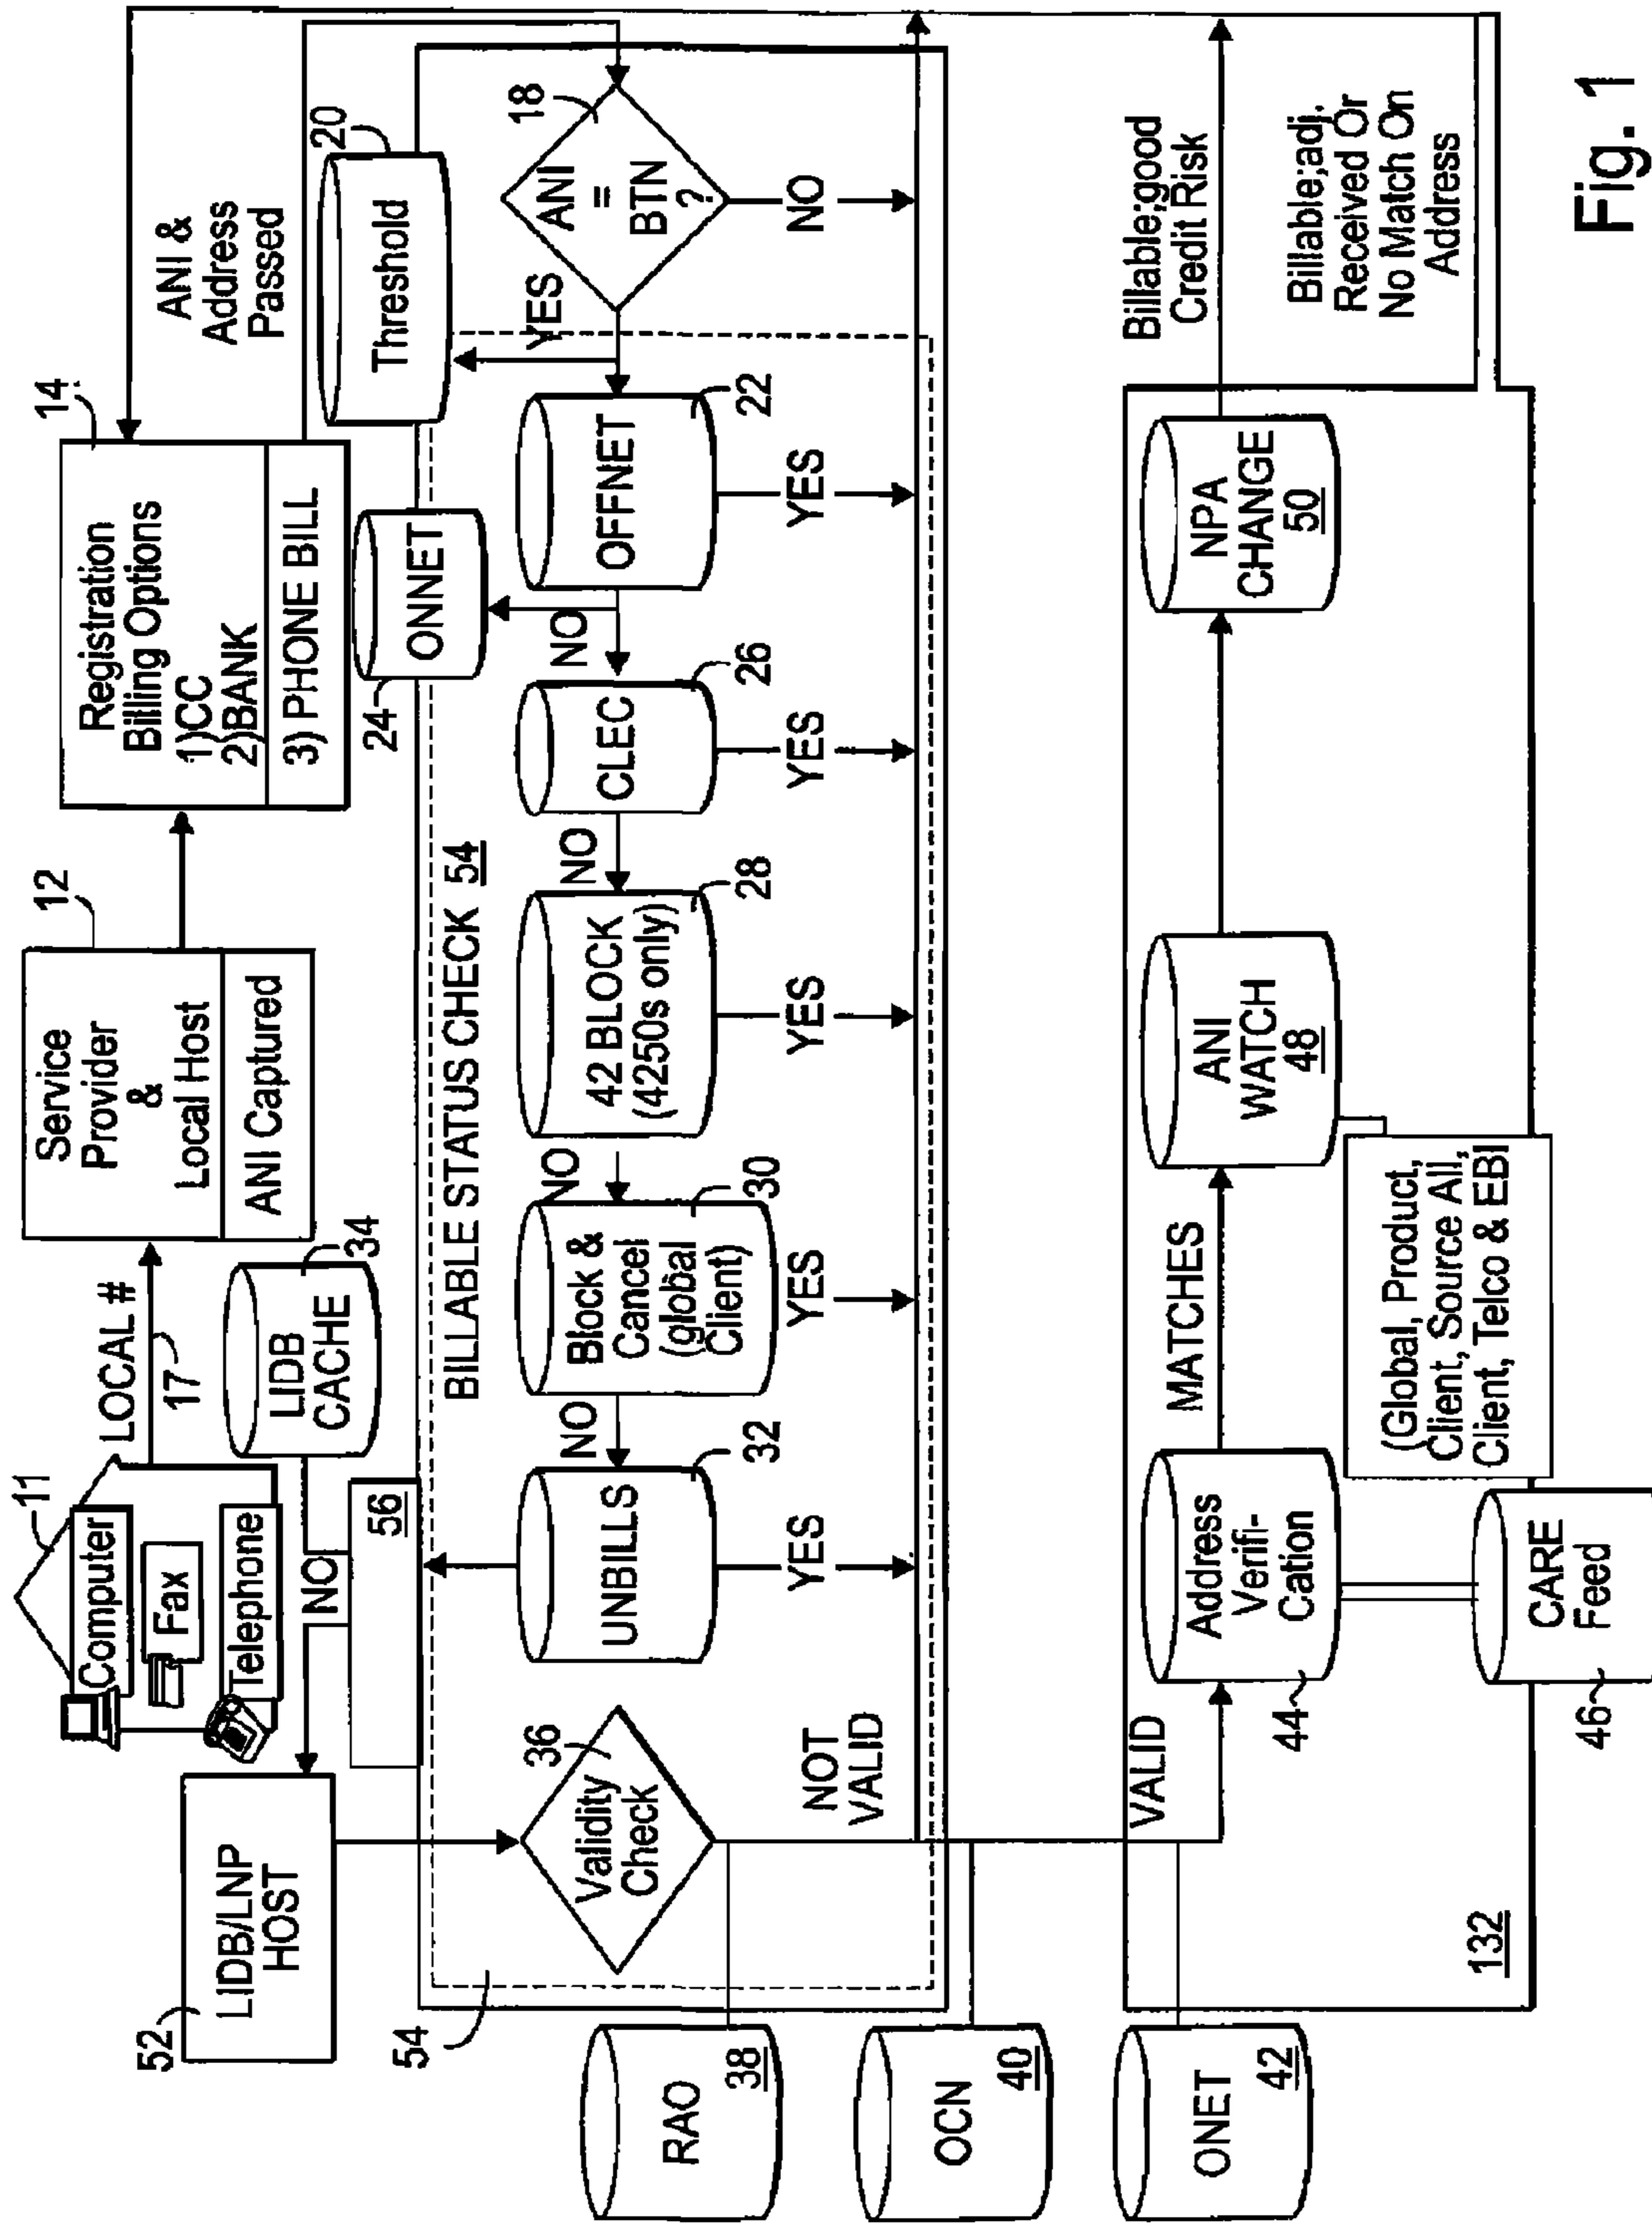 11
Computer
Fax
Telephone
LOCAL #
17
12
Service
Provider
&
Local Host
ANI Captured
14
Registration
Billing Options
1)CC
2)BANK
3) PHONE BILL
ANI &
Address
Passed
52
LIDB/LNP
HOST
NO
LIDB
CACHE
34
56
24
ONNET
Threshold
20
BILLABLE STATUS CHECK 54
54
Validity
Check
36
UNBILLS
32
NO
Block &
Cancel
(global
Client)
30
NO
42 BLOCK
(4250s only)
28
NO
CLEC
26
NO
OFFNET
22
YES
ANI
=
BTN
?
18
NOT
VALID
YES
YES
YES
YES
YES
NO
RAO
38
OCN
40
ONET
42
VALID
Address
Verifi-
Cation
44
MATCHES
ANI
WATCH
48
NPA
CHANGE
50
Billable;good
Credit Risk
Billable;adj.
Received Or
No Match On
Address
(Global, Product,
Client, Source All,
Client, Telco & EBI
CARE
Feed
46
132
Fig. 1